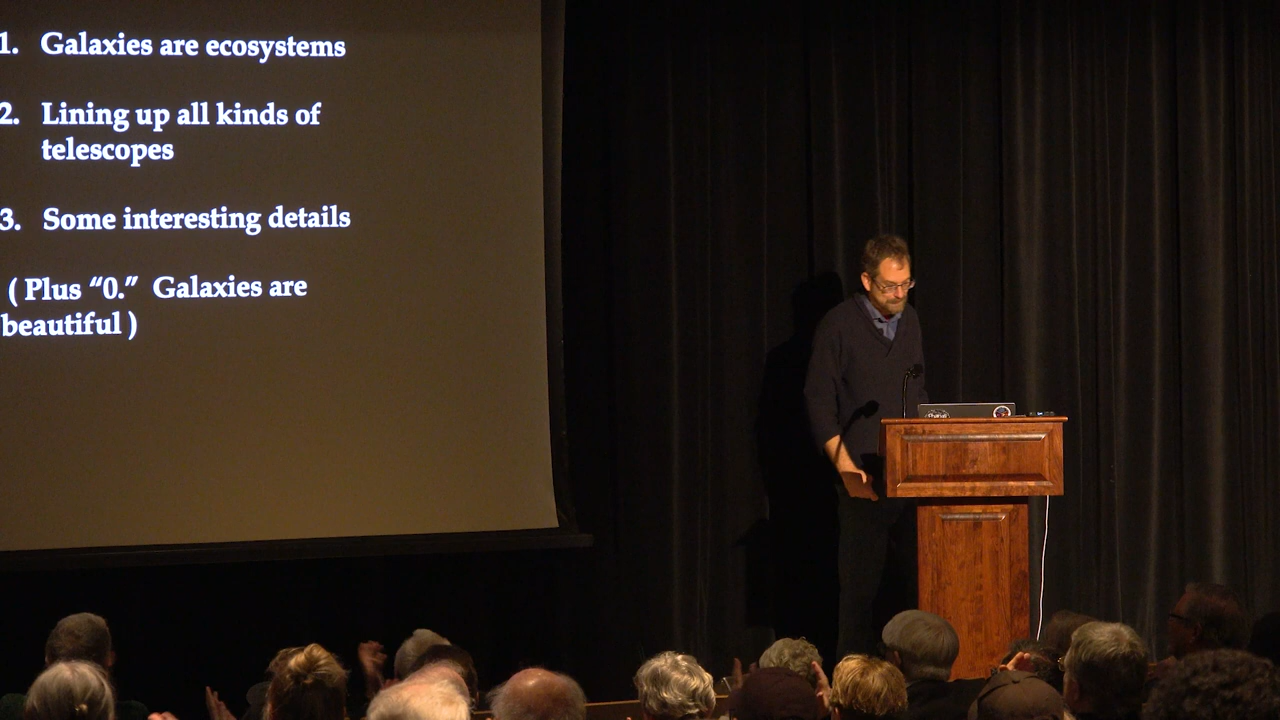 1. Galaxies are ecosystems
2. Lining up all kinds of
telescopes
3. Some interesting details
( Plus “0.” Galaxies are
beautiful )